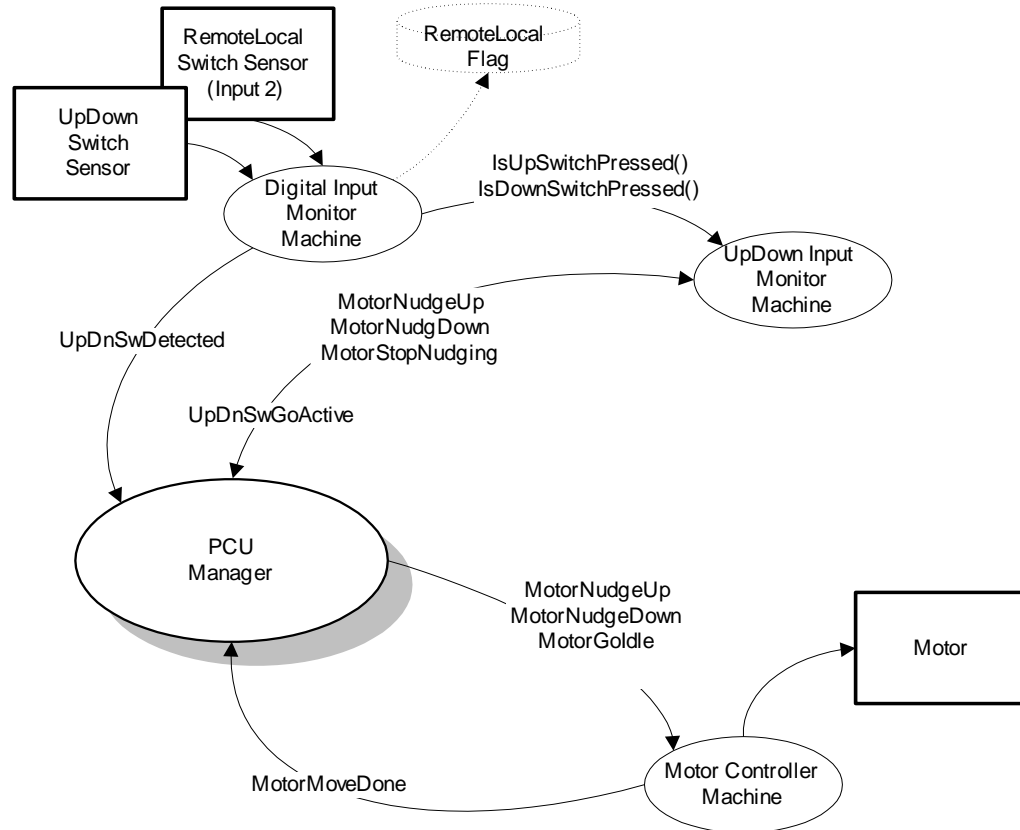 RemoteLocal
Switch Sensor
(Input 2)
RemoteLocal
Flag
UpDown
Switch
Sensor
IsUpSwitchPressed()
IsDownSwitchPressed()
Digital Input
Monitor
Machine
UpDown Input
Monitor
Machine
MotorNudgeUp
MotorNudgDown
MotorStopNudging
UpDnSwDetected
UpDnSwGoActive
PCU
Manager
MotorNudgeUp
MotorNudgeDown
MotorGoIdle
Motor
Motor Controller
Machine
MotorMoveDone